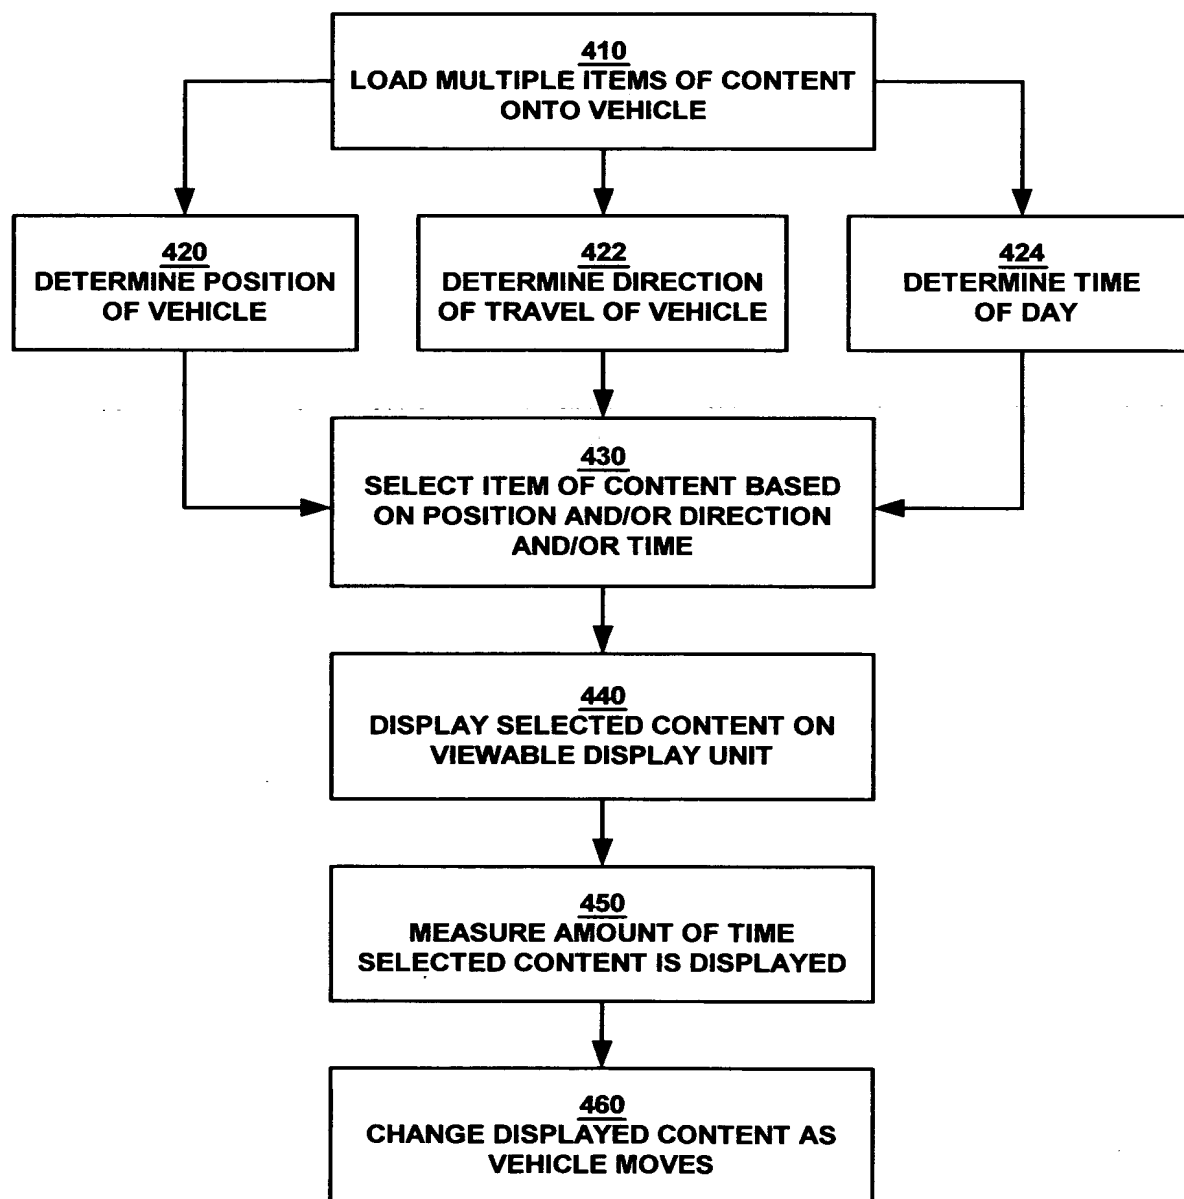 410
LOAD MULTIPLE ITEMS OF CONTENT
ONTO VEHICLE
420
DETERMINE POSITION
OF VEHICLE
422
DETERMINE DIRECTION
OF TRAVEL OF VEHICLE
424
DETERMINE TIME
OF DAY
430
SELECT ITEM OF CONTENT BASED
ON POSITION AND/OR DIRECTION
AND/OR TIME
440
DISPLAY SELECTED CONTENT ON
VIEWABLE DISPLAY UNIT
450
MEASURE AMOUNT OF TIME
SELECTED CONTENT IS DISPLAYED
460
CHANGE DISPLAYED CONTENT AS
VEHICLE MOVES